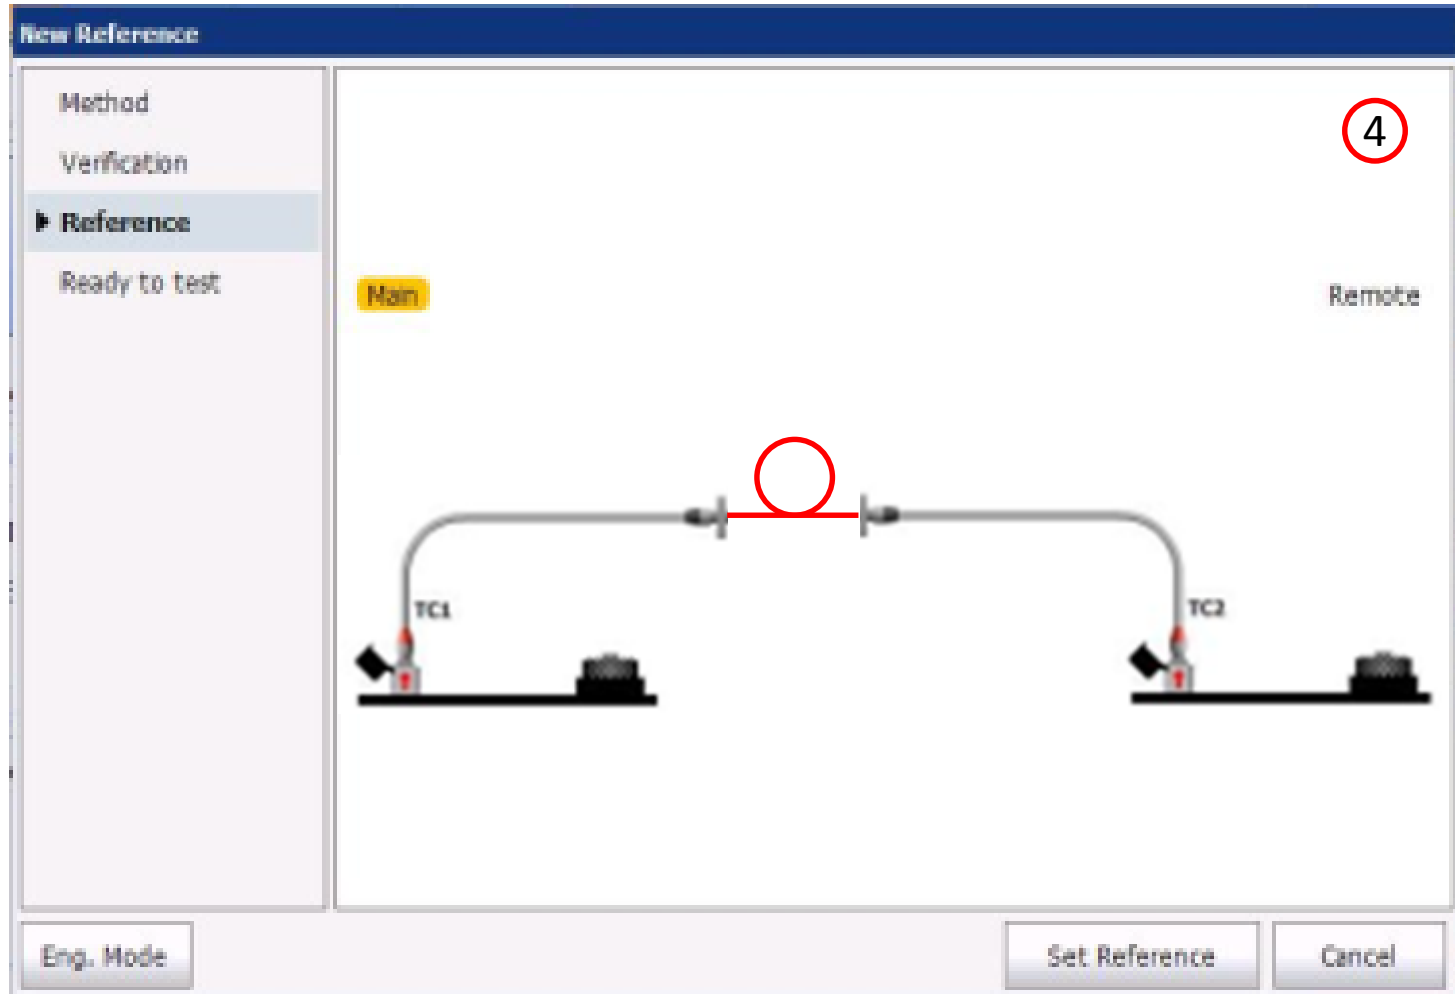 New Reference
Method
Verification
Reference
Ready to test
4
Main
Remote
TC1
TC2
Eng. Mode
Set Reference
Cancel